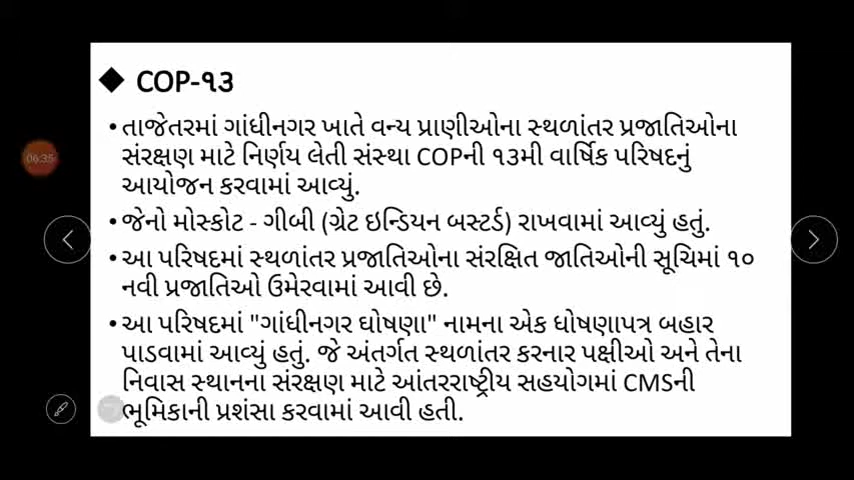 ◆ COP-૧૩
• તાજેતરમાં ગાંધીનગર ખાતે વન્ય પ્રાણીઓના સ્થળાંતર પ્રજાતિઓના
સંરક્ષણ માટે નિર્ણય લેતી સંસ્થા COPની ૧૩મી વાર્ષિક પરિષદનું
આયોજન કરવામાં આવ્યું.
• જેનો મોસ્કોટ - ગીબી (ગ્રેટ ઇન્ડિયન બસ્ટર્ડ) રાખવામાં આવ્યું હતું.
• આ પરિષદમાં સ્થળાંતર પ્રજાતિઓના સંરક્ષિત જાતિઓની સૂચિમાં ૧૦
નવી પ્રજાતિઓ ઉમેરવામાં આવી છે.
• આ પરિષદમાં "ગાંધીનગર ઘોષણા" નામના એક ધોષણાપત્ર બહાર
પાડવામાં આવ્યું હતું. જે અંતર્ગત સ્થળાંતર કરનાર પક્ષીઓ અને તેના
નિવાસ સ્થાનના સંરક્ષણ માટે આંતરરાષ્ટ્રીય સહયોગમાં CMSની
ભૂમિકાની પ્રશંસા કરવામાં આવી હતી.
06:35